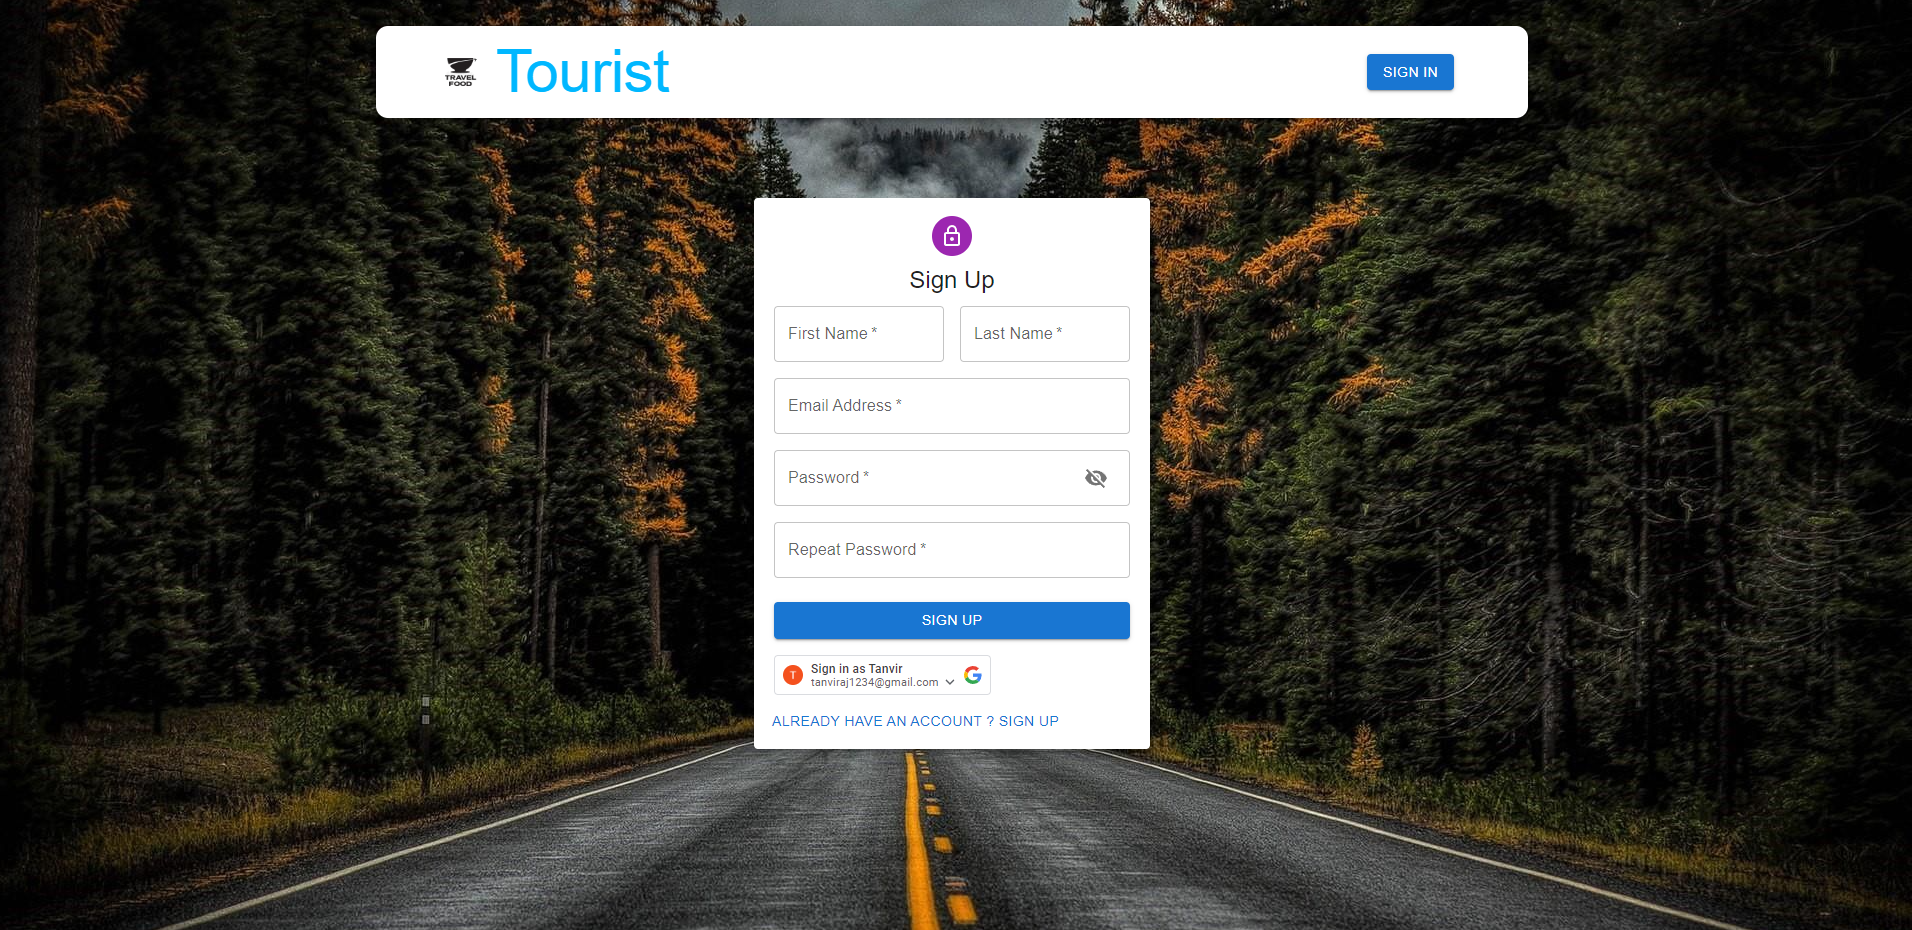 TRAVEL
FOOD
Tourist
SIGN IN
Sign Up
First Name *
Last Name *
Email Address *
Password *
Repeat Password *
SIGN UP
T
Sign in as Tanvir
tanviraj1234@gmail.com
ALREADY HAVE AN ACCOUNT ? SIGN UP